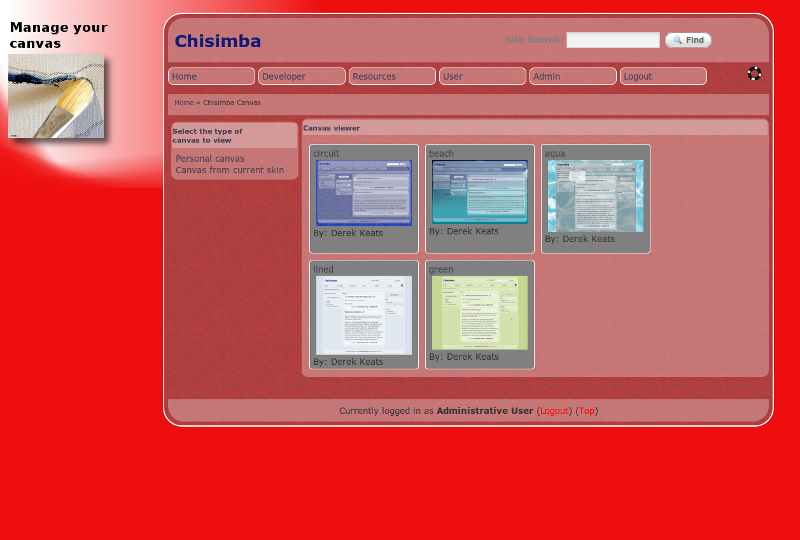 Manage your
canvas
Chisimba
Site Search:
Find
Home
Developer
Resources
User
Admin
Logout
Home » Chisimba Canvas
Select the type of
canvas to view
Personal canvas
Canvas from current skin
Canvas viewer
circuit
By: Derek Keats
beach
By: Derek Keats
aqua
By: Derek Keats
lined
By: Derek Keats
green
By: Derek Keats
Currently logged in as Administrative User (Logout) (Top)